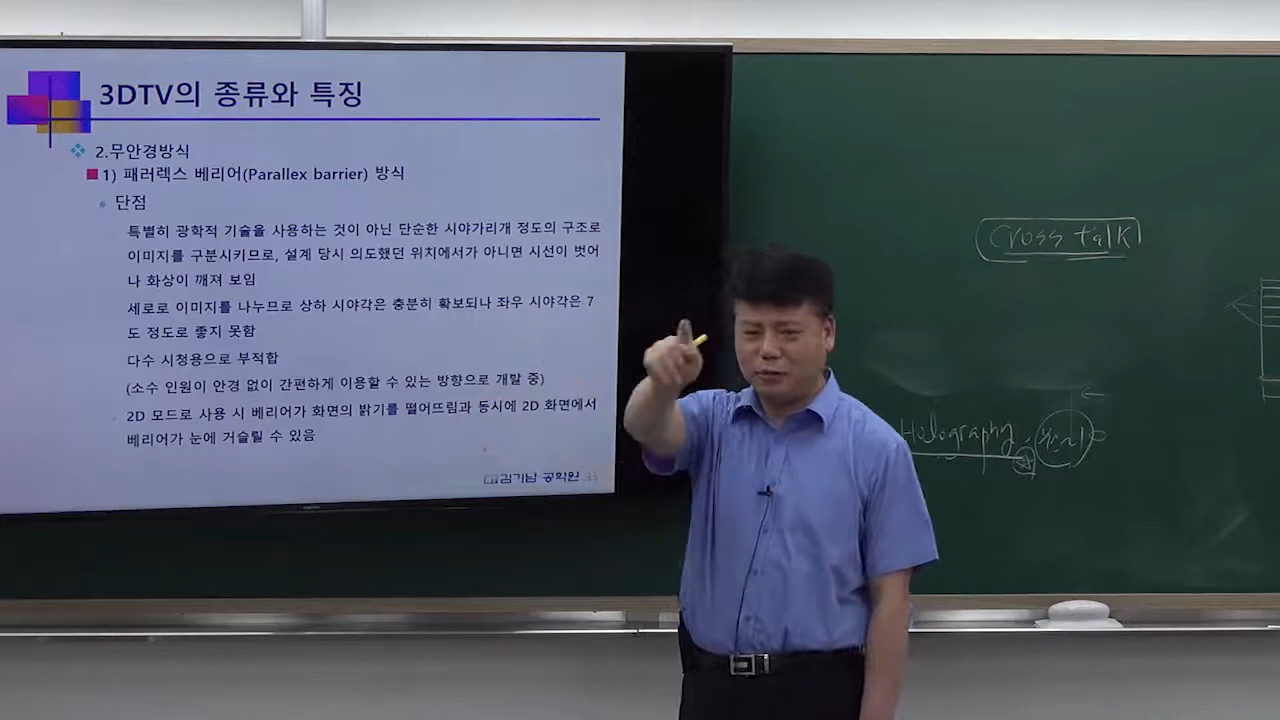 3DTV의 종류와 특징
2.무안경방식
1) 패러렉스 베리어(Parallex barrier) 방식
단점
특별히 광학적 기술을 사용하는 것이 아닌 단순한 시야가리개 정도의 구조로
이미지를 구분시키므로, 설계 당시 의도했던 위치에서가 아니면 시선이 벗어
나 화상이 깨져 보임
세로로 이미지를 나누므로 상하 시야각은 충분히 확보되나 좌우 시야각은 7
도 정도로 좋지 못함
다수 시청용으로 부적합
(소수 인원이 안경 없이 간편하게 이용할 수 있는 방향으로 개발 중)
2D 모드로 사용 시 베리어가 화면의 밝기를 떨어뜨림과 동시에 2D 화면에서
베리어가 눈에 거슬릴 수 있음
김기남 공학원 33
Cross talk
Holography